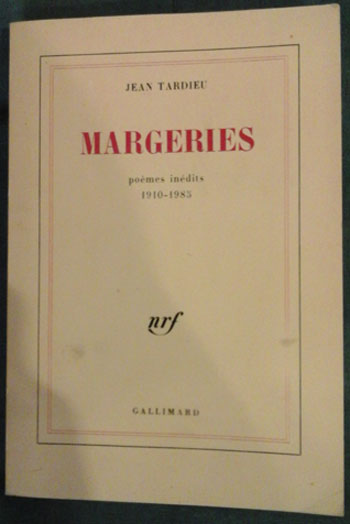 JEAN TARDIEU
MARGERIES
poèmes inédits
1910-1985
nrf
GALLIMARD